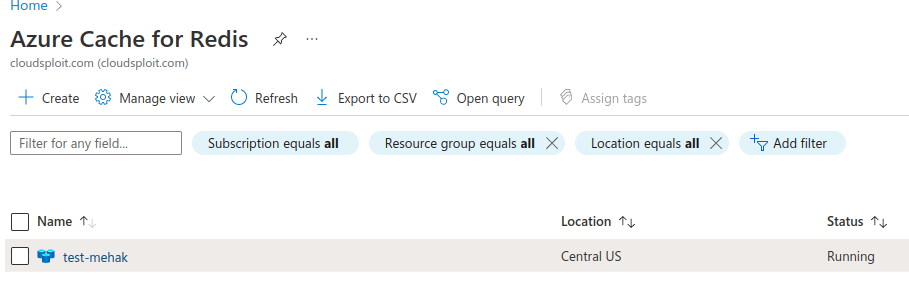 Home >
Azure Cache for Redis ...
cloudsploit.com (cloudsploit.com)
+ Create Manage view Refresh Export to CSV Open query Assign tags
Filter for any field... Subscription equals all Resource group equals all Location equals all Add filter
Name ↑↓ Location ↑↓ Status ↑↓
test-mehak Central US Running